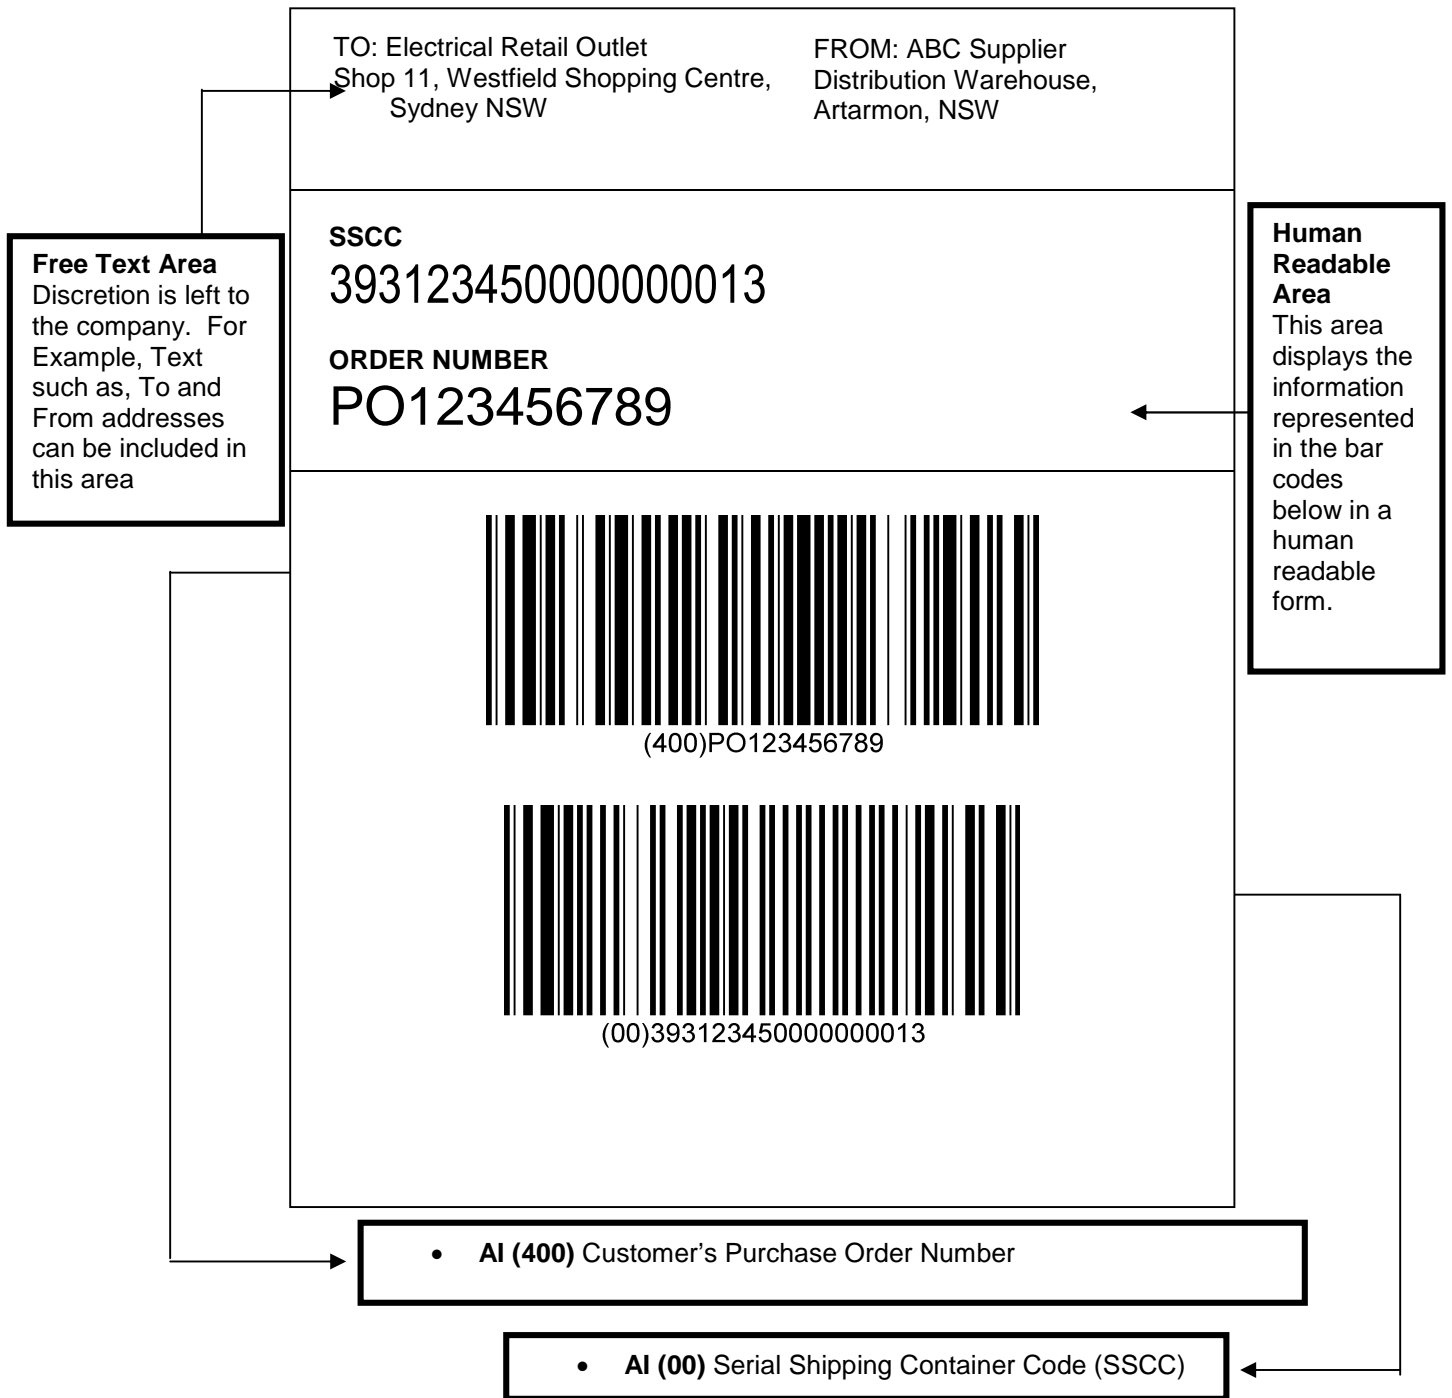 TO: Electrical Retail Outlet
Shop 11, Westfield Shopping Centre,
Sydney NSW
FROM: ABC Supplier
Distribution Warehouse,
Artarmon, NSW
Free Text Area
Discretion is left to
the company.  For
Example, Text
such as, To and
From addresses
can be included in
this area
SSCC
393123450000000013
ORDER NUMBER
PO123456789
Human
Readable
Area
This area
displays the
information
represented
in the bar
codes
below in a
human
readable
form.
(400)PO123456789
(00)393123450000000013
• AI (400) Customer’s Purchase Order Number
• AI (00) Serial Shipping Container Code (SSCC)